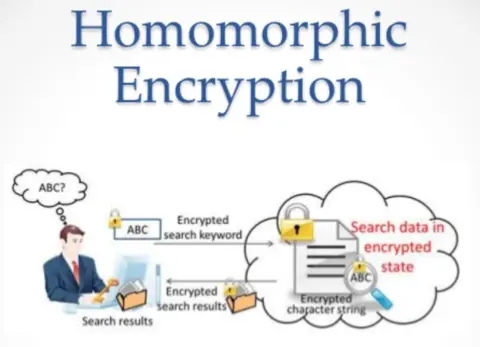 Homomorphic
Encryption
ABC?
ABC
Encrypted
search keyword
Search data in
encrypted
state
ABC
Encrypted
search results
Encrypted
character string
Search results